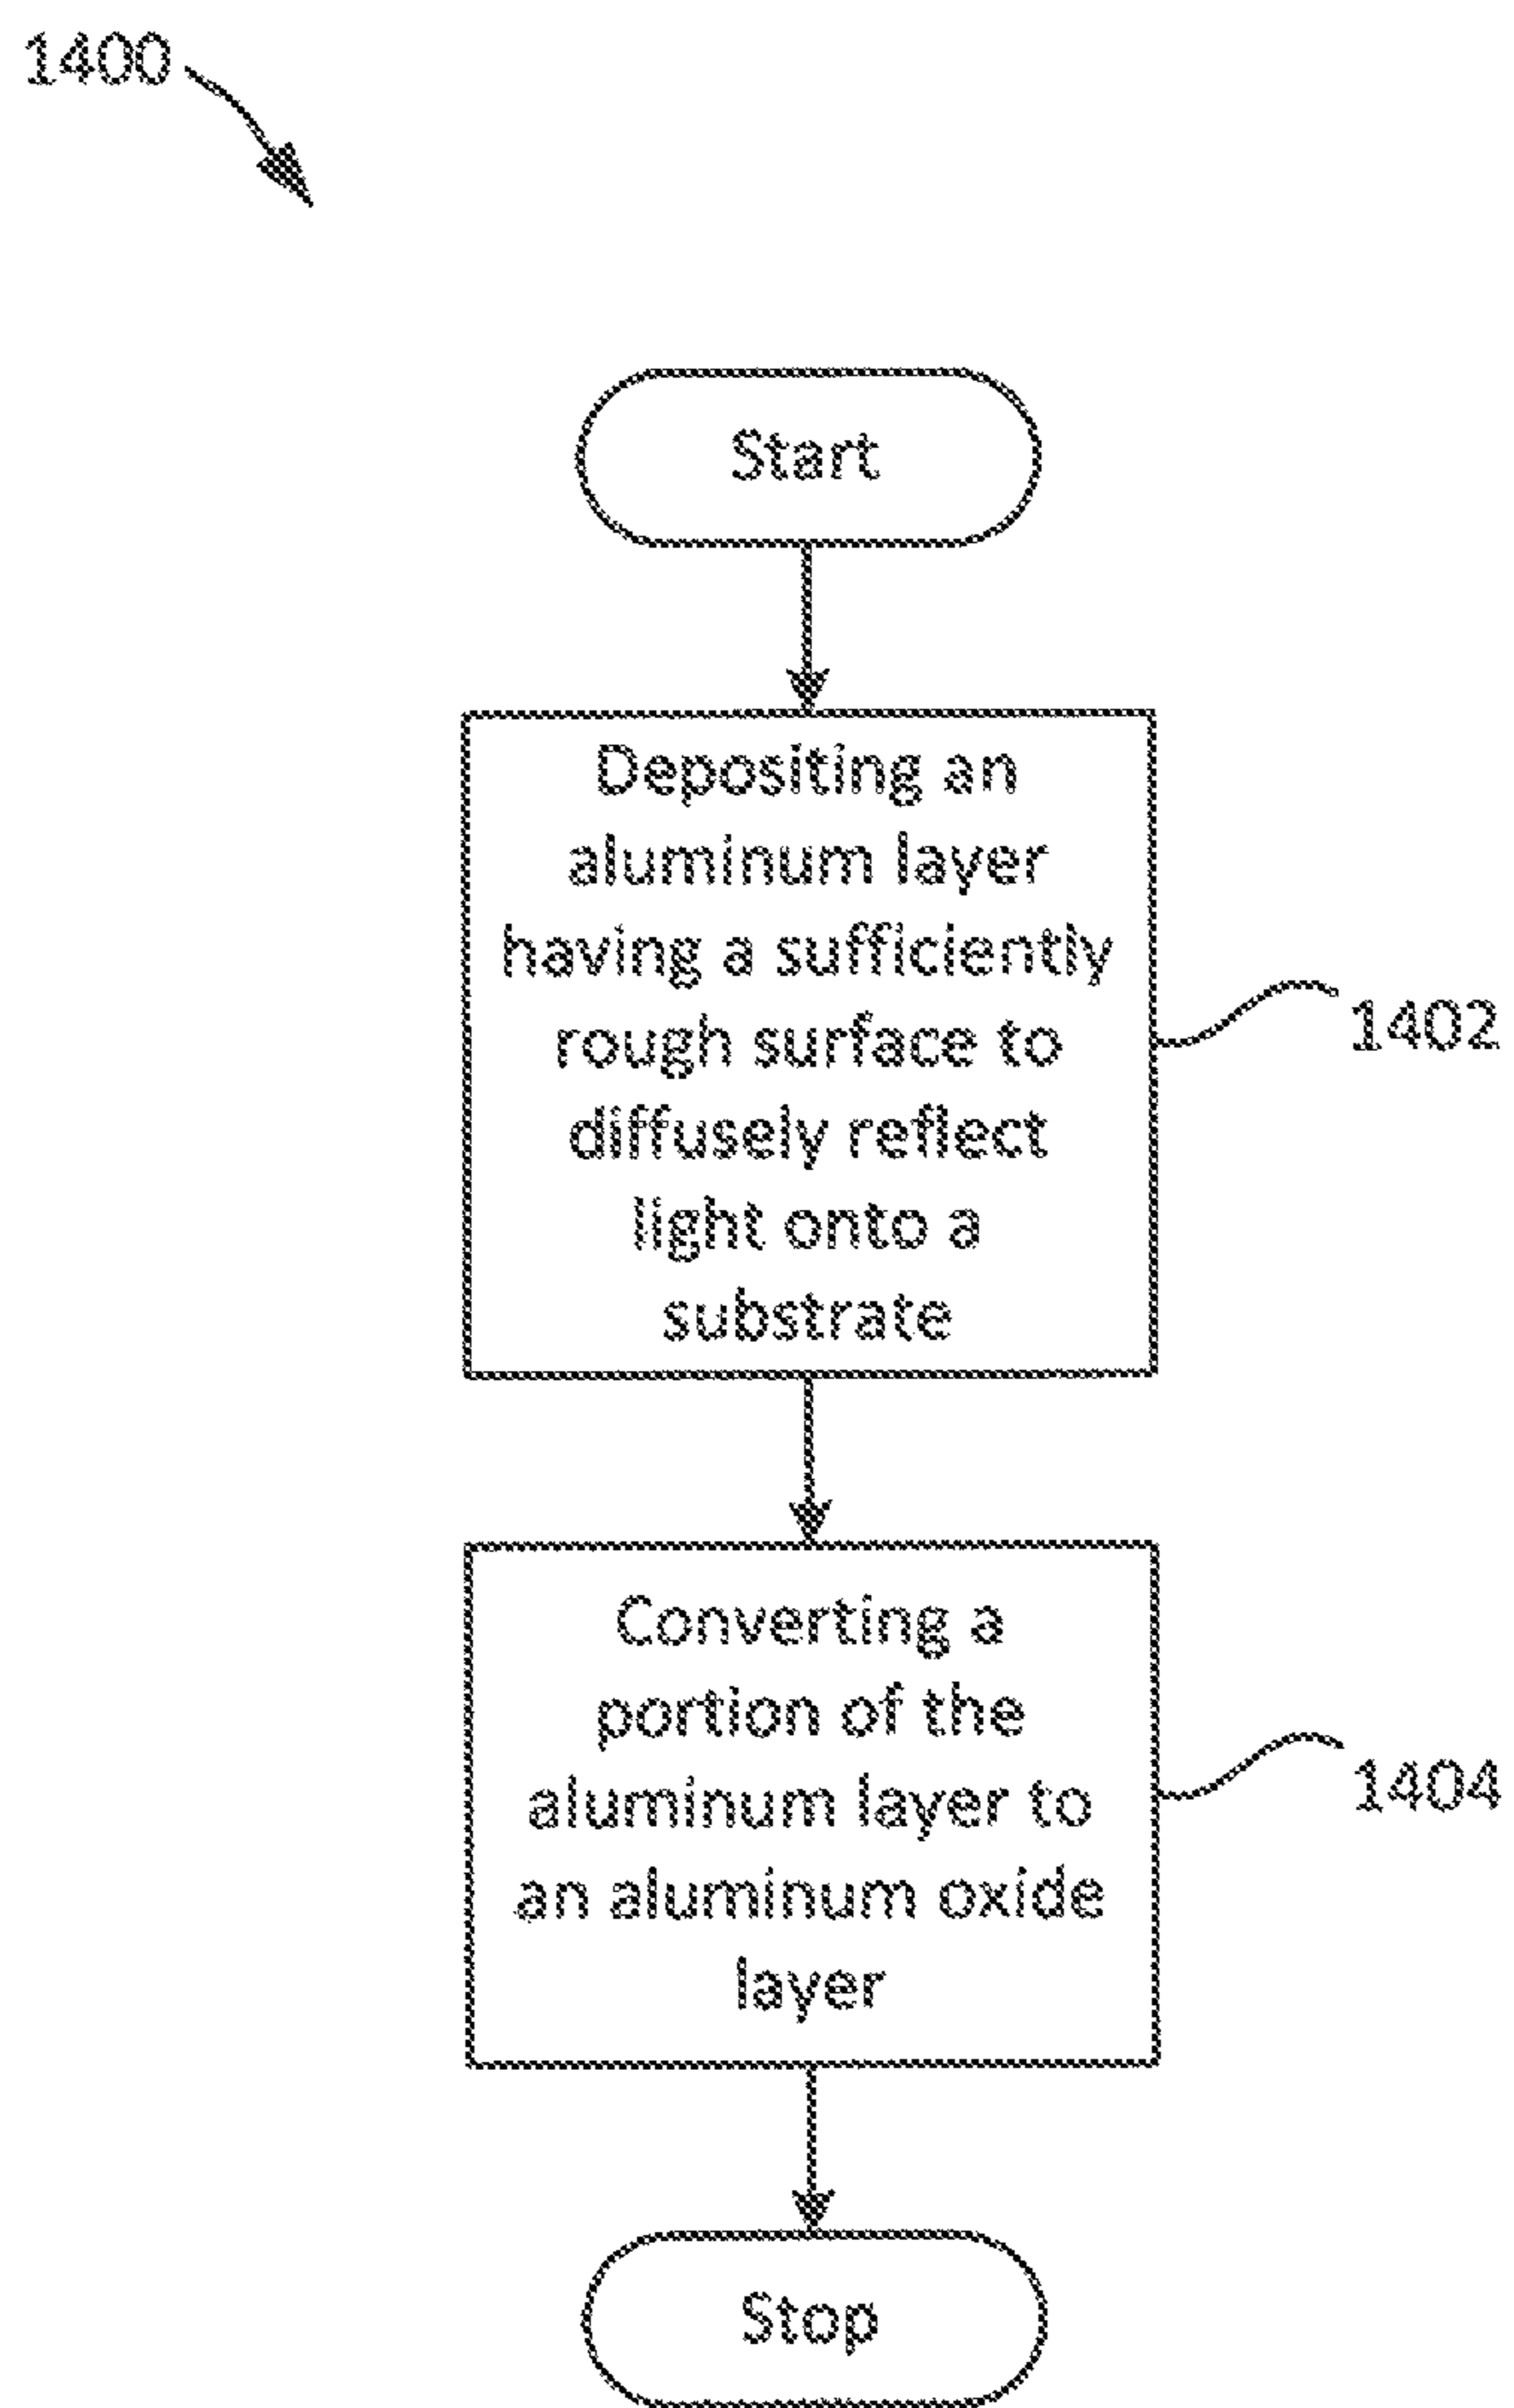 1400
Start
Depositing an
aluminum layer
having a sufficiently
rough surface to
diffusely reflect
light onto a
substrate
1402
Converting a
portion of the
aluminum layer to
an aluminum oxide
layer
1404
Stop